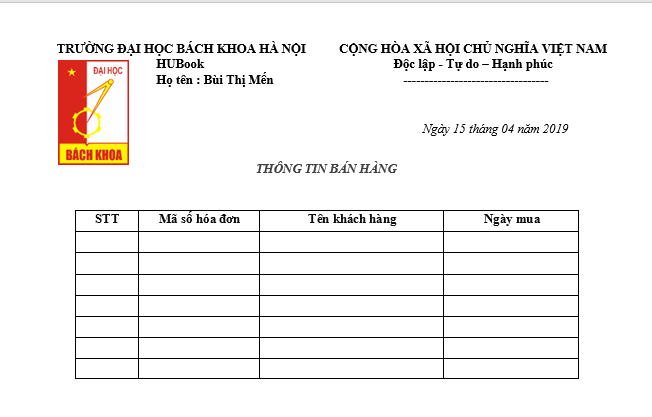 TRƯỜNG ĐẠI HỌC BÁCH KHOA HÀ NỘI
HUBook
Họ tên : Bùi Thị Mến
ĐẠI HỌC
BÁCH KHOA
CỘNG HÒA XÃ HỘI CHỦ NGHĨA VIỆT NAM
Độc lập - Tự do – Hạnh phúc
----------------------------------
Ngày 15 tháng 04 năm 2019
THÔNG TIN BÁN HÀNG
STT Mã số hóa đơn Tên khách hàng Ngày mua